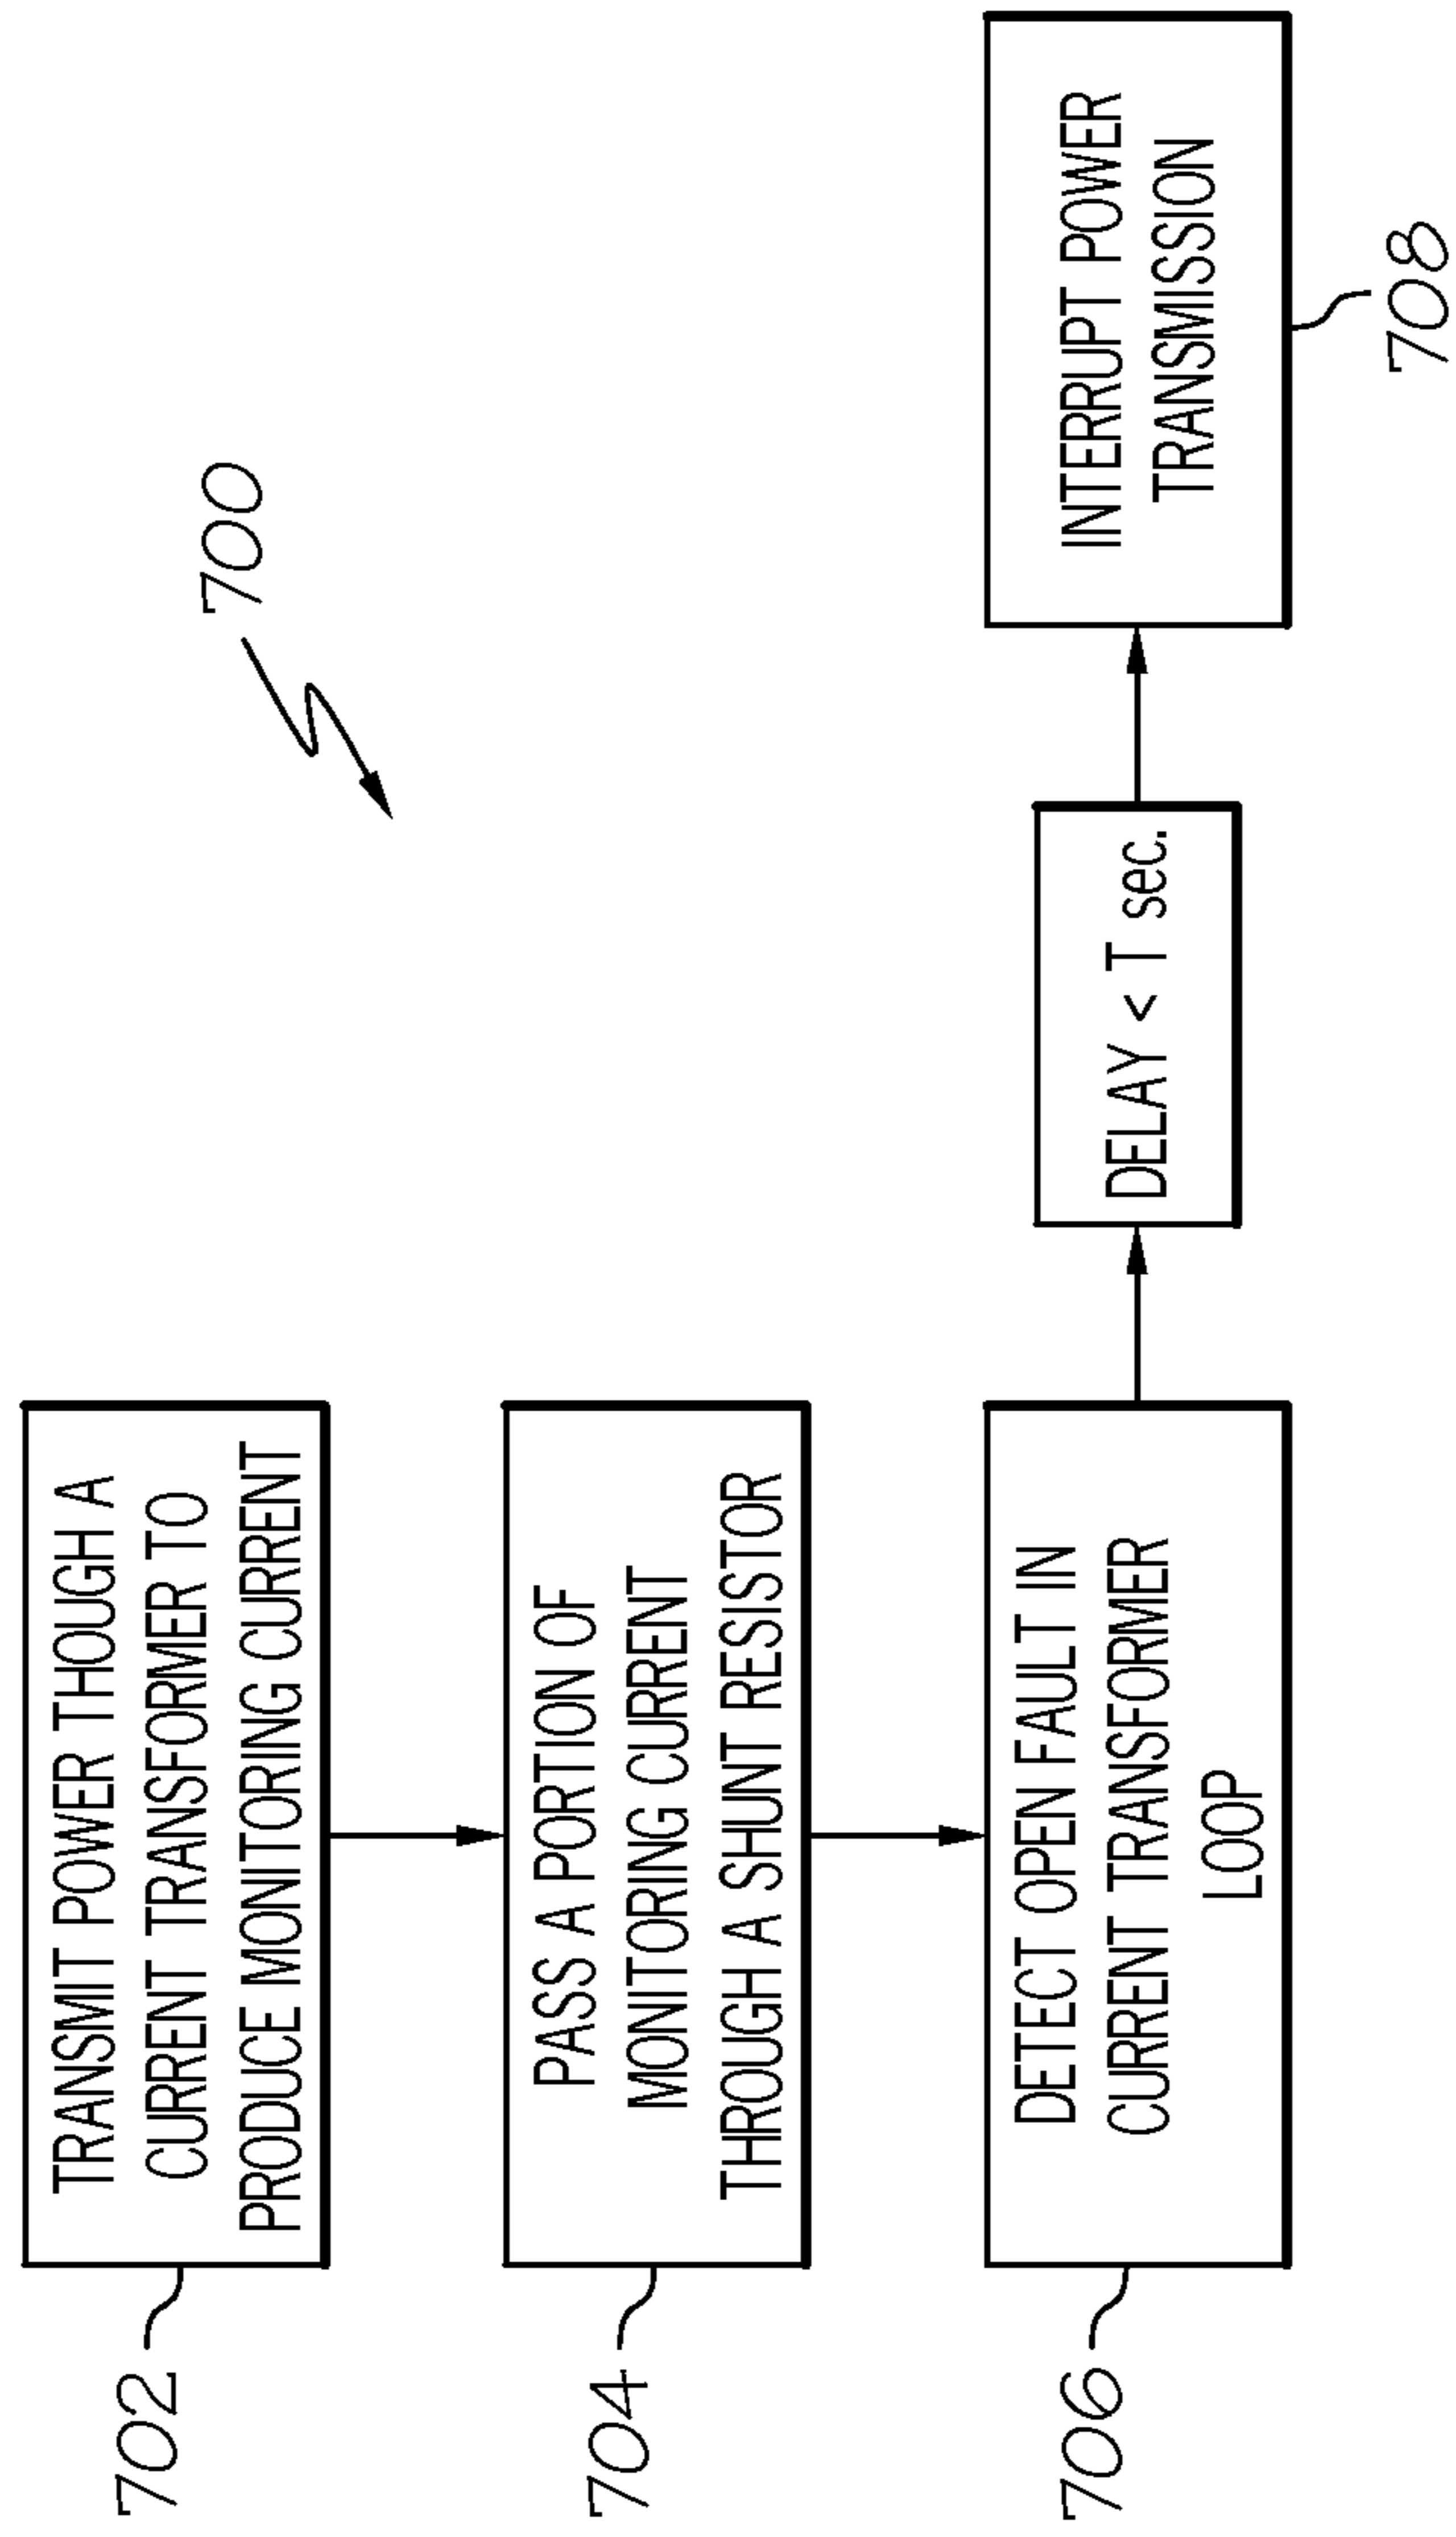 700
702
TRANSMIT POWER THOUGH A
CURRENT TRANSFORMER TO
PRODUCE MONITORING CURRENT
704
PASS A PORTION OF
MONITORING CURRENT
THROUGH A SHUNT RESISTOR
706
DETECT OPEN FAULT IN
CURRENT TRANSFORMER
LOOP
DELAY < T sec.
INTERRUPT POWER
TRANSMISSION
708